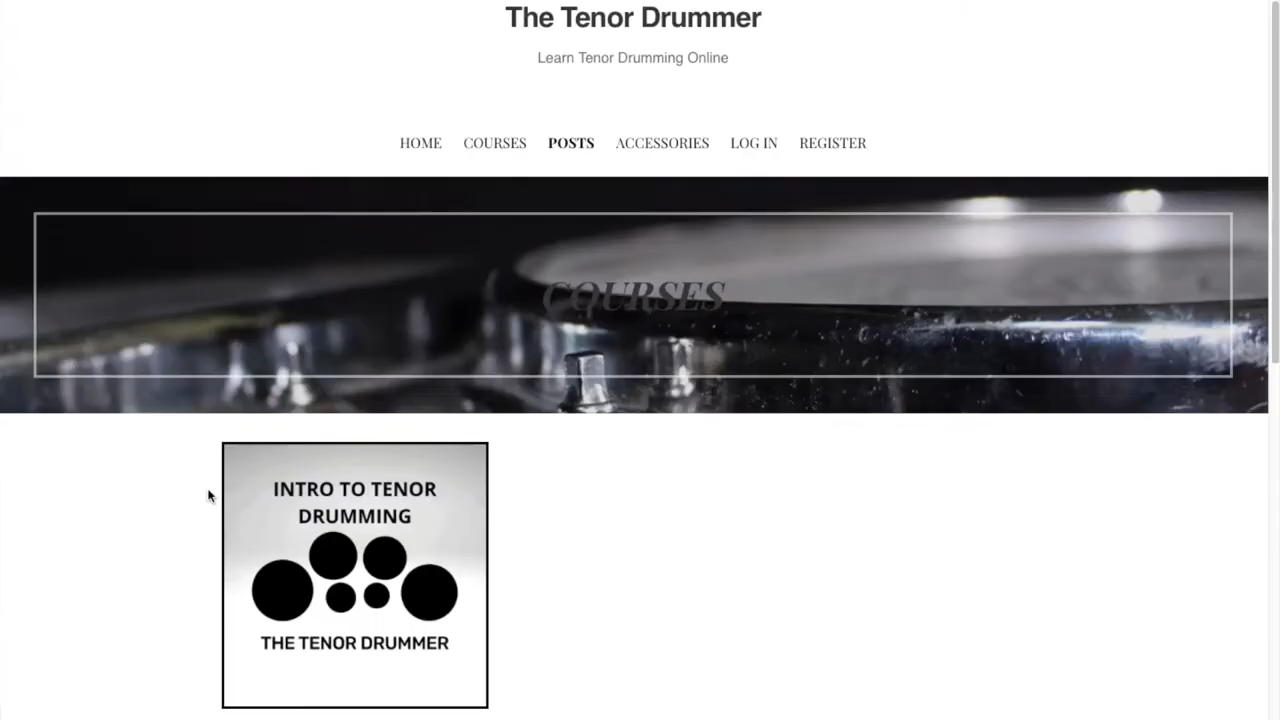 The Tenor Drummer
Learn Tenor Drumming Online
HOME COURSES POSTS ACCESSORIES LOG IN REGISTER
COURSES
INTRO TO TENOR
DRUMMING
THE TENOR DRUMMER